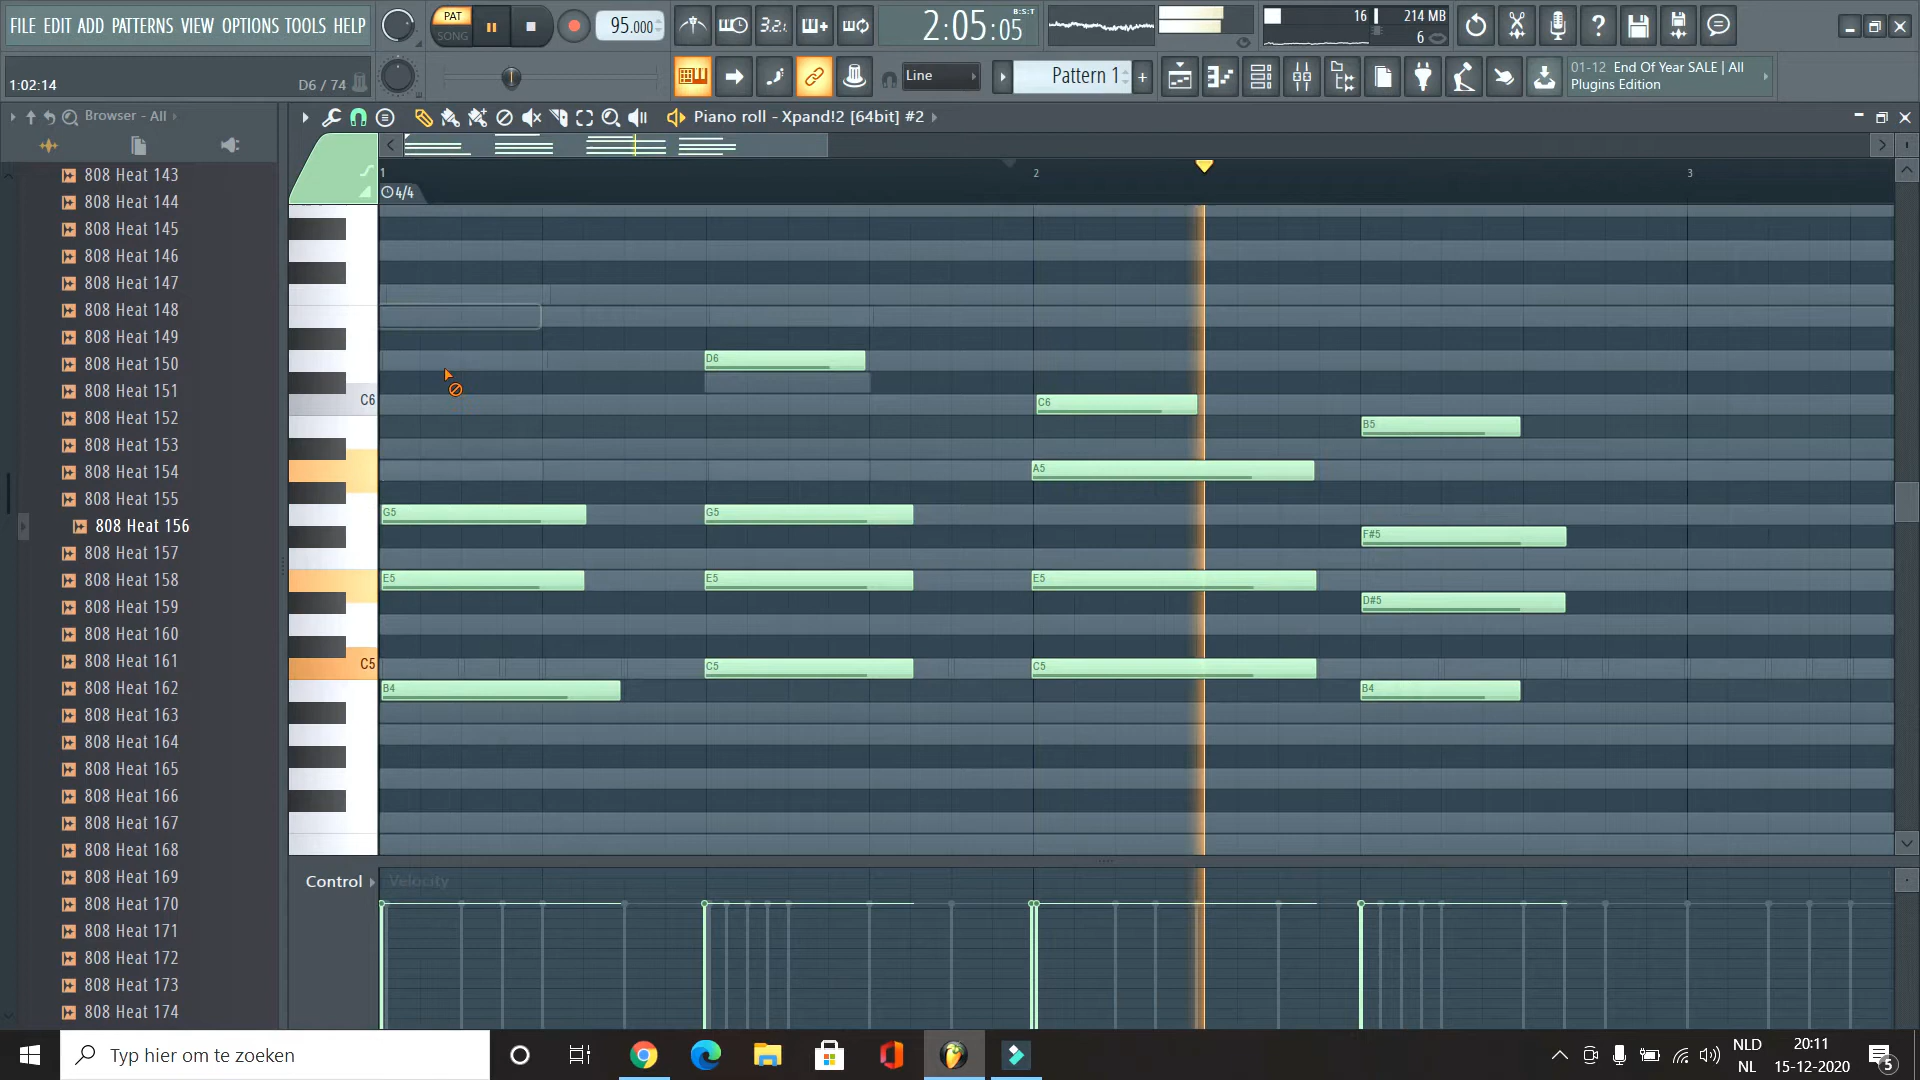 FILE EDIT ADD PATTERNS VIEW OPTIONS TOOLS HELP
PAT
SONG
95.000
3.2.1
2:05:05
B:S:T
16
214 MB
6
1:02:14
D6 / 74
Line
Pattern 1
01-12 End Of Year SALE | All
Plugins Edition
Browser - All
Piano roll - Xpand!2 [64bit] #2
808 Heat 143
808 Heat 144
808 Heat 145
808 Heat 146
808 Heat 147
808 Heat 148
808 Heat 149
808 Heat 150
808 Heat 151
808 Heat 152
808 Heat 153
808 Heat 154
808 Heat 155
808 Heat 156
808 Heat 157
808 Heat 158
808 Heat 159
808 Heat 160
808 Heat 161
808 Heat 162
808 Heat 163
808 Heat 164
808 Heat 165
808 Heat 166
808 Heat 167
808 Heat 168
808 Heat 169
808 Heat 170
808 Heat 171
808 Heat 172
808 Heat 173
808 Heat 174
1
2
3
4/4
D6
C6
C6
B5
A5
G5
G5
F#5
E5
E5
E5
D#5
C5
C5
C5
B4
B4
Control
Velocity
Typ hier om te zoeken
NLD
NL
20:11
15-12-2020
5